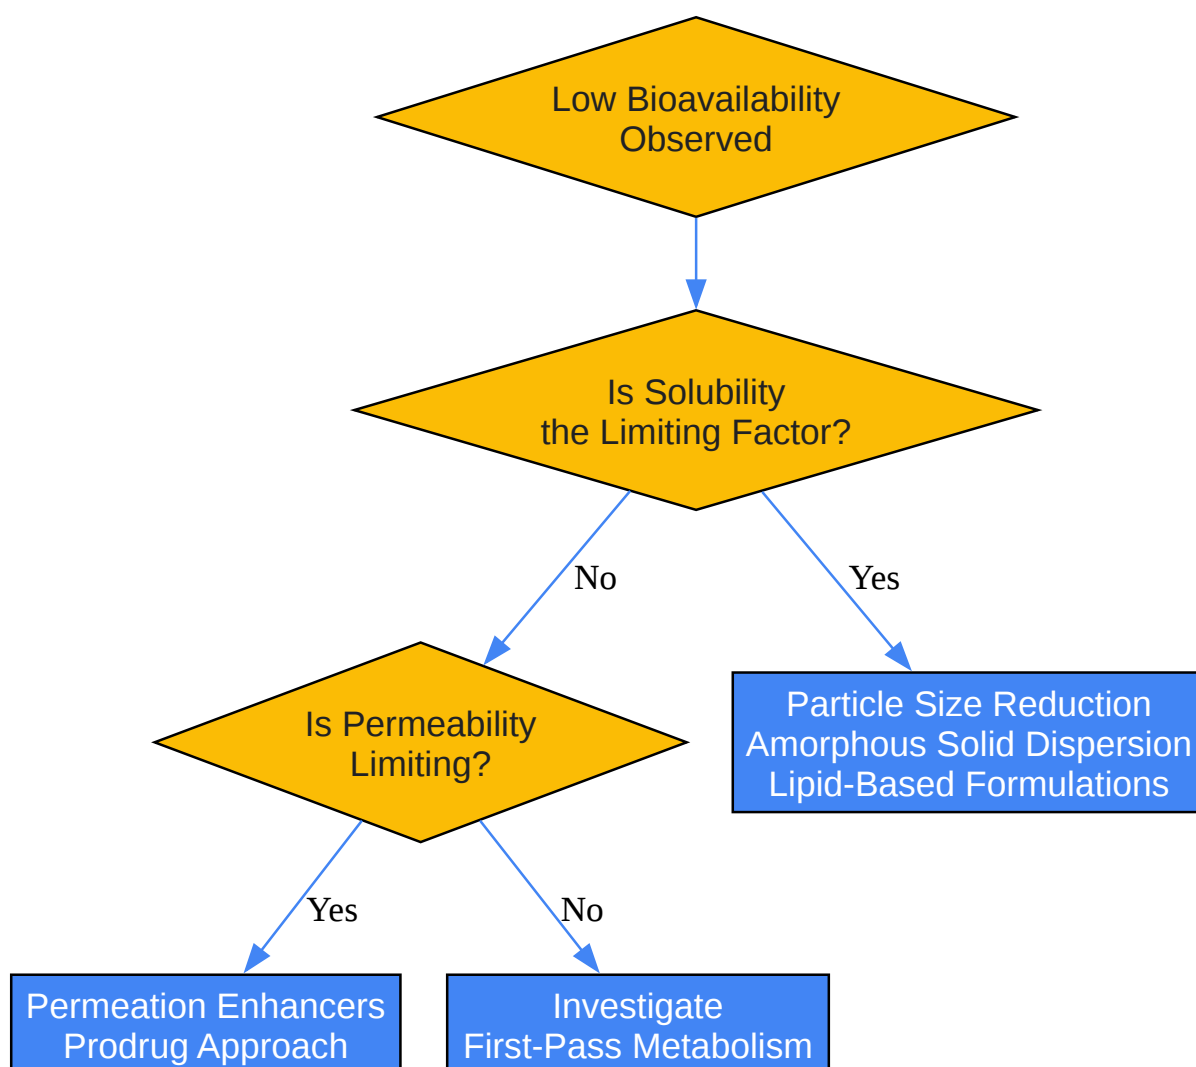 Low Bioavailability
Observed
Is Solubility
the Limiting Factor?
No
Yes
Is Permeability
Limiting?
Particle Size Reduction
Amorphous Solid Dispersion
Lipid-Based Formulations
Yes
No
Permeation Enhancers
Prodrug Approach
Investigate
First-Pass Metabolism